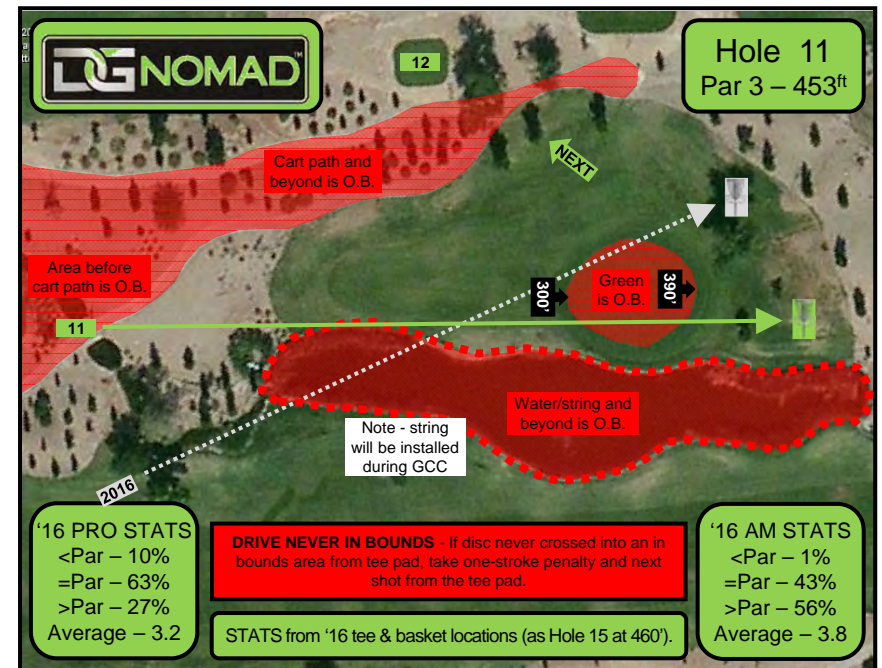 DGNOMAD™
12
Hole 11
Par 3 – 453ft
Cart path and
beyond is O.B.
NEXT
Area before
cart path is O.B.
300'
Green
is O.B.
390'
11
Water/string and
beyond is O.B.
Note - string
will be installed
during GCC
2016
'16 PRO STATS
<Par – 10%
=Par – 63%
>Par – 27%
Average – 3.2
DRIVE NEVER IN BOUNDS - If disc never crossed into an in
bounds area from tee pad, take one-stroke penalty and next
shot from the tee pad.
STATS from '16 tee & basket locations (as Hole 15 at 460').
'16 AM STATS
<Par – 1%
=Par – 43%
>Par – 56%
Average – 3.8